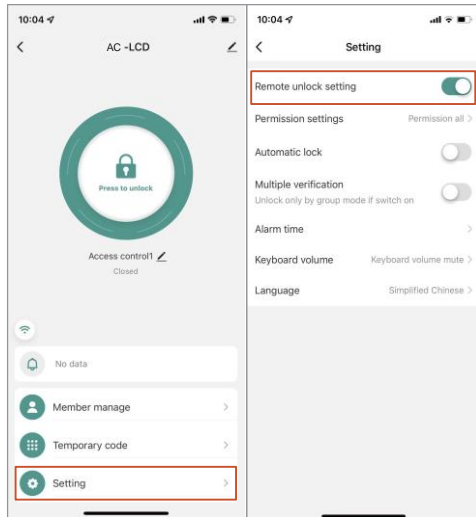 10:04
AC -LCD
Press to unlock
Access control1
Closed
No data
Member manage
Temporary code
Setting
10:04
Setting
Remote unlock setting
Permission settings Permission all
Automatic lock
Multiple verification
Unlock only by group mode if switch on
Alarm time
Keyboard volume Keyboard volume mute
Language Simplified Chinese